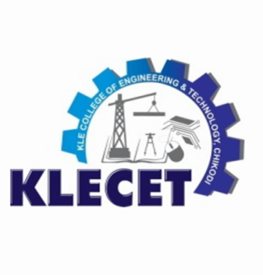 KLE COLLEGE OF ENGINEERING & TECHNOLOGY, CHIKODI
KLECET